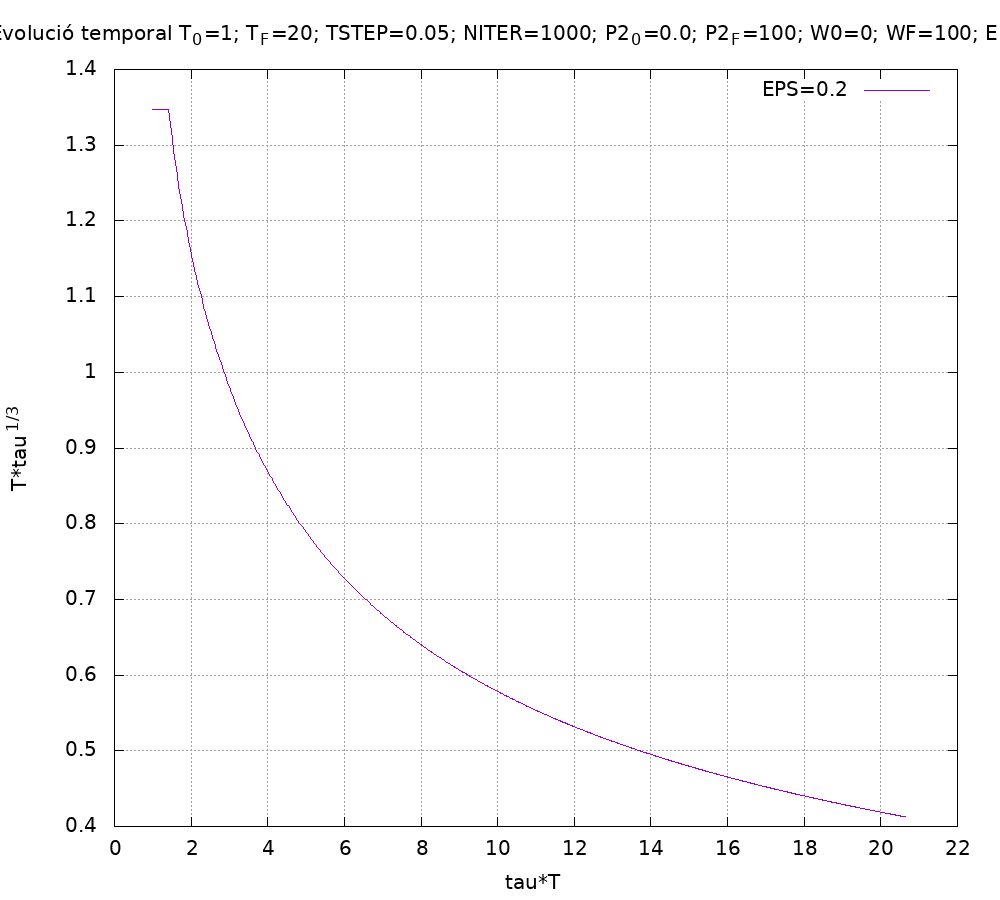 Evolució temporal T0=1; TF=20; TSTEP=0.05; NITER=1000; P20=0.0; P2F=100; W0=0; WF=100; E
EPS=0.2
1.4
1.3
1.2
1.1
1
0.9
0.8
0.7
0.6
0.5
0.4
T*tau1/3
0 2 4 6 8 10 12 14 16 18 20 22
tau*T